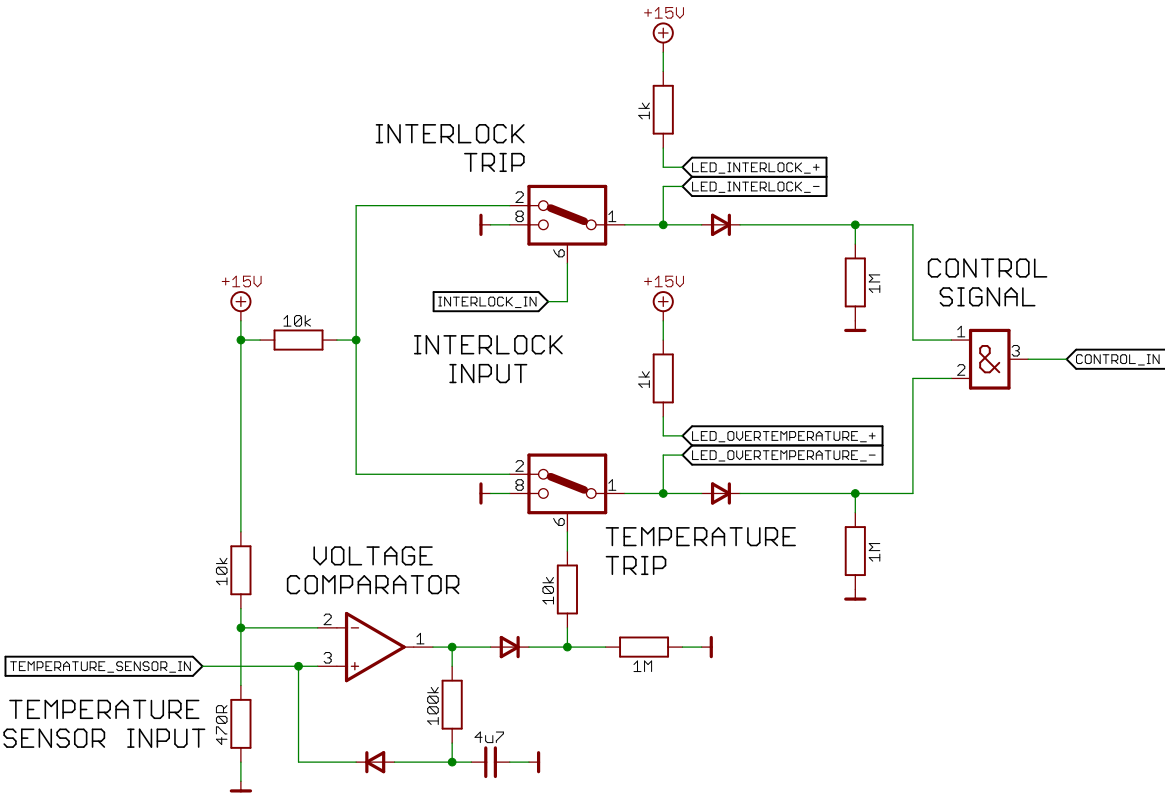 +15V
1k
INTERLOCK
TRIP
LED_INTERLOCK_+
LED_INTERLOCK_-
2
8
1
6
INTERLOCK_IN
INTERLOCK
INPUT
1M
+15V
10k
+15V
1k
CONTROL
SIGNAL
1
2
&
3
CONTROL_IN
LED_OVERTEMPERATURE_+
LED_OVERTEMPERATURE_-
2
8
1
6
TEMPERATURE
TRIP
1M
10k
VOLTAGE
COMPARATOR
10k
2
-
3
+
1
TEMPERATURE_SENSOR_IN
1M
TEMPERATURE
SENSOR INPUT
470R
100k
4u7